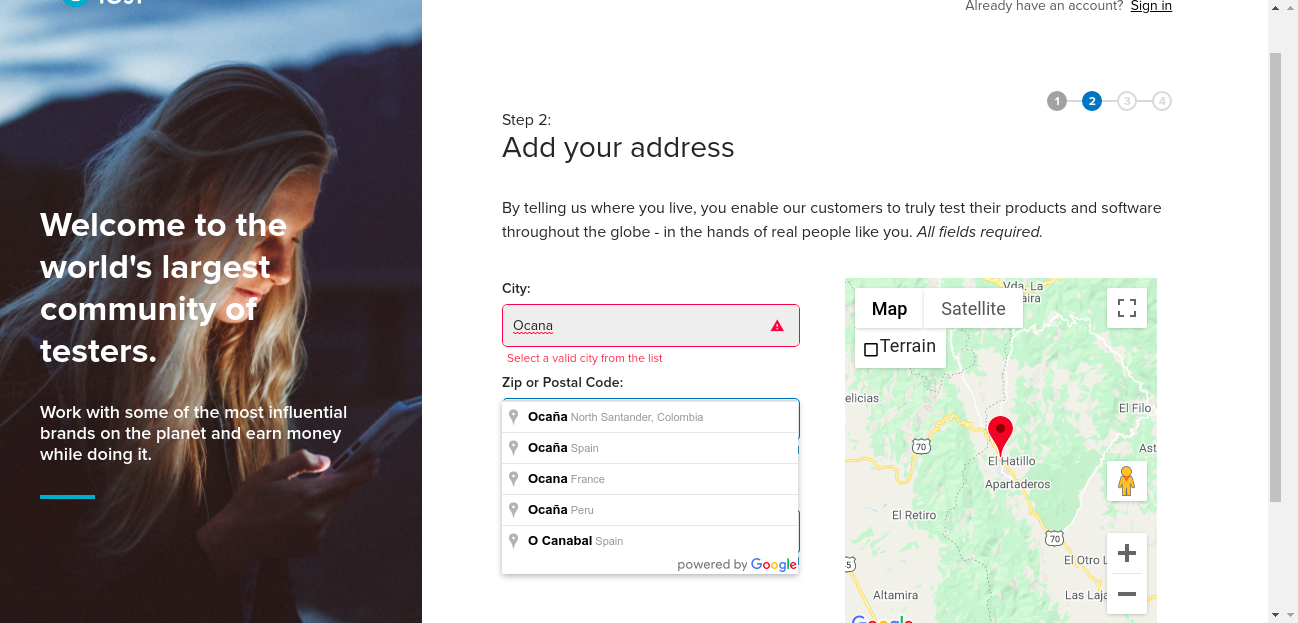 Already have an account? Sign in
1 2 3 4
Step 2:
Add your address
Welcome to the
world's largest
community of
testers.
Work with some of the most influential
brands on the planet and earn money
while doing it.
By telling us where you live, you enable our customers to truly test their products and software
throughout the globe - in the hands of real people like you. All fields required.
City:
Ocana
Select a valid city from the list
Zip or Postal Code:
Ocaña North Santander, Colombia
Ocaña Spain
Ocana France
Ocaña Peru
O Canabal Spain
powered by Google
Map Satellite
Terrain
Vda. La
El Filo
70
El Hatillo
Apartaderos
El Retiro
70
El Otro
Altamira
Las Laja
Google